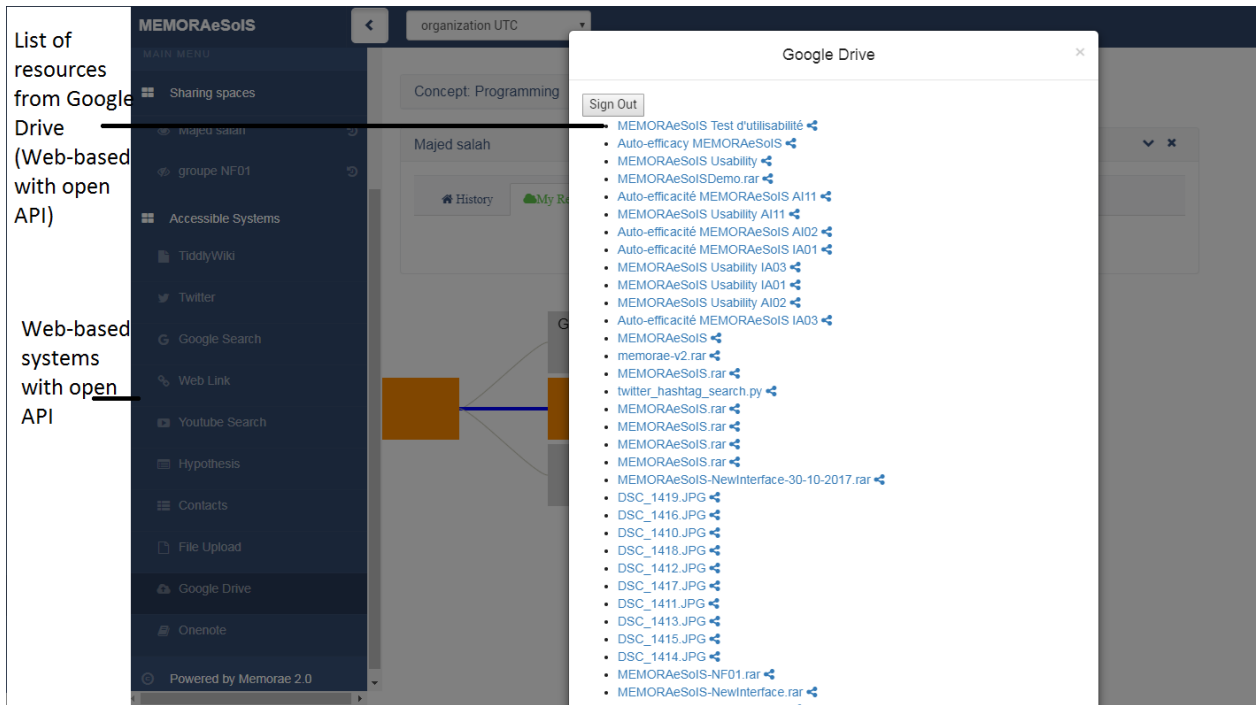 List of
resources
from Google
Drive
(Web-based
with open
API)
Web-based
systems
with open
API
MEMORAeSoIS
MAIN MENU
Sharing spaces
Majed salah
groupe NF01
Accessible Systems
TiddlyWiki
Twitter
Google Search
Web Link
Youtube Search
Hypothesis
Contacts
File Upload
Google Drive
Onenote
Powered by Memorae 2.0
organization UTC
Concept: Programming
Majed salah
History
My Re
G
Google Drive
×
Sign Out
MEMORAeSoIS Test d'utilisabilité
Auto-efficacy MEMORAeSoIS
MEMORAeSoIS Usability
MEMORAeSoISDemo.rar
Auto-efficacité MEMORAeSoIS AI11
MEMORAeSoIS Usability AI11
Auto-efficacité MEMORAeSoIS AI02
Auto-efficacité MEMORAeSoIS IA01
MEMORAeSoIS Usability IA03
MEMORAeSoIS Usability IA01
MEMORAeSoIS Usability AI02
Auto-efficacité MEMORAeSoIS IA03
MEMORAeSoIS
memorae-v2.rar
MEMORAeSoIS.rar
twitter_hashtag_search.py
MEMORAeSoIS.rar
MEMORAeSoIS.rar
MEMORAeSoIS.rar
MEMORAeSoIS.rar
MEMORAeSoIS-NewInterface-30-10-2017.rar
DSC_1419.JPG
DSC_1416.JPG
DSC_1410.JPG
DSC_1418.JPG
DSC_1412.JPG
DSC_1417.JPG
DSC_1411.JPG
DSC_1413.JPG
DSC_1415.JPG
DSC_1414.JPG
MEMORAeSoIS-NF01.rar
MEMORAeSoIS-NewInterface.rar